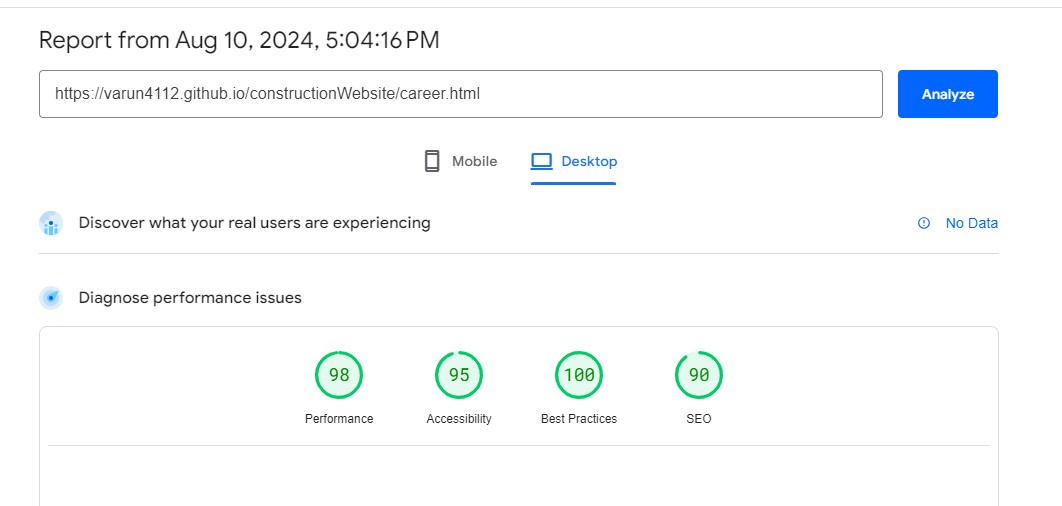 Report from Aug 10, 2024, 5:04:16 PM
https://varun4112.github.io/constructionWebsite/career.html
Analyze
Mobile
Desktop
Discover what your real users are experiencing
No Data
Diagnose performance issues
98
95
100
90
Performance
Accessibility
Best Practices
SEO